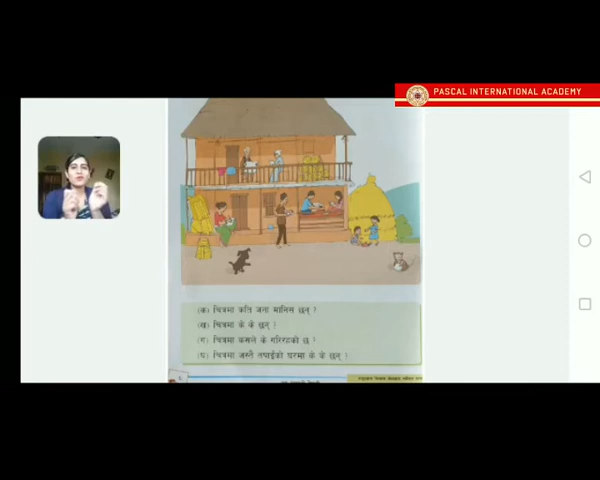 PASCAL INTERNATIONAL ACADEMY
(क) चित्रमा कति जना मानिस छन् ?
(ख) चित्रमा के के छन् ?
(ग) चित्रमा कसले के गरिरहेको छ ?
(घ) चित्रमा जस्तै तपाईंको घरमा के के छन् ?